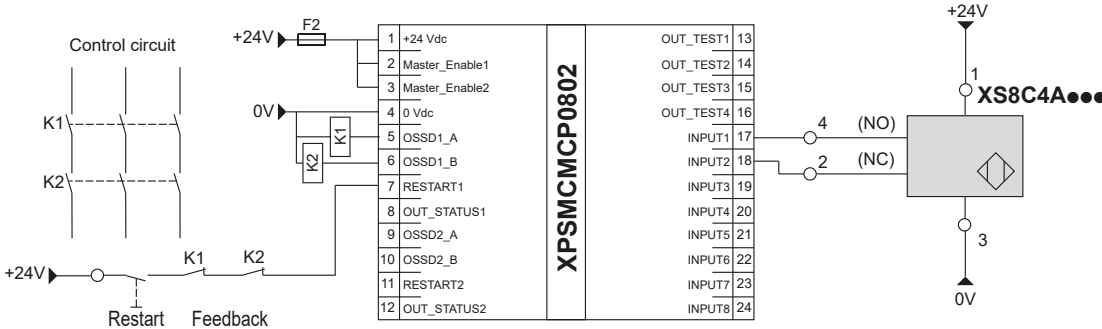 Control circuit
K1
K2
+24V
K1
K2
Restart
Feedback
+24V
F2
0V
K1
K2
1 +24 Vdc
2 Master_Enable1
3 Master_Enable2
4 0 Vdc
5 OSSD1_A
6 OSSD1_B
7 RESTART1
8 OUT_STATUS1
9 OSSD2_A
10 OSSD2_B
11 RESTART2
12 OUT_STATUS2
XPSMCMCP0802
OUT_TEST1 13
OUT_TEST2 14
OUT_TEST3 15
OUT_TEST4 16
INPUT1 17
INPUT2 18
INPUT3 19
INPUT4 20
INPUT5 21
INPUT6 22
INPUT7 23
INPUT8 24
+24V
1
XS8C4A●●●
4 (NO)
2 (NC)
3
0V